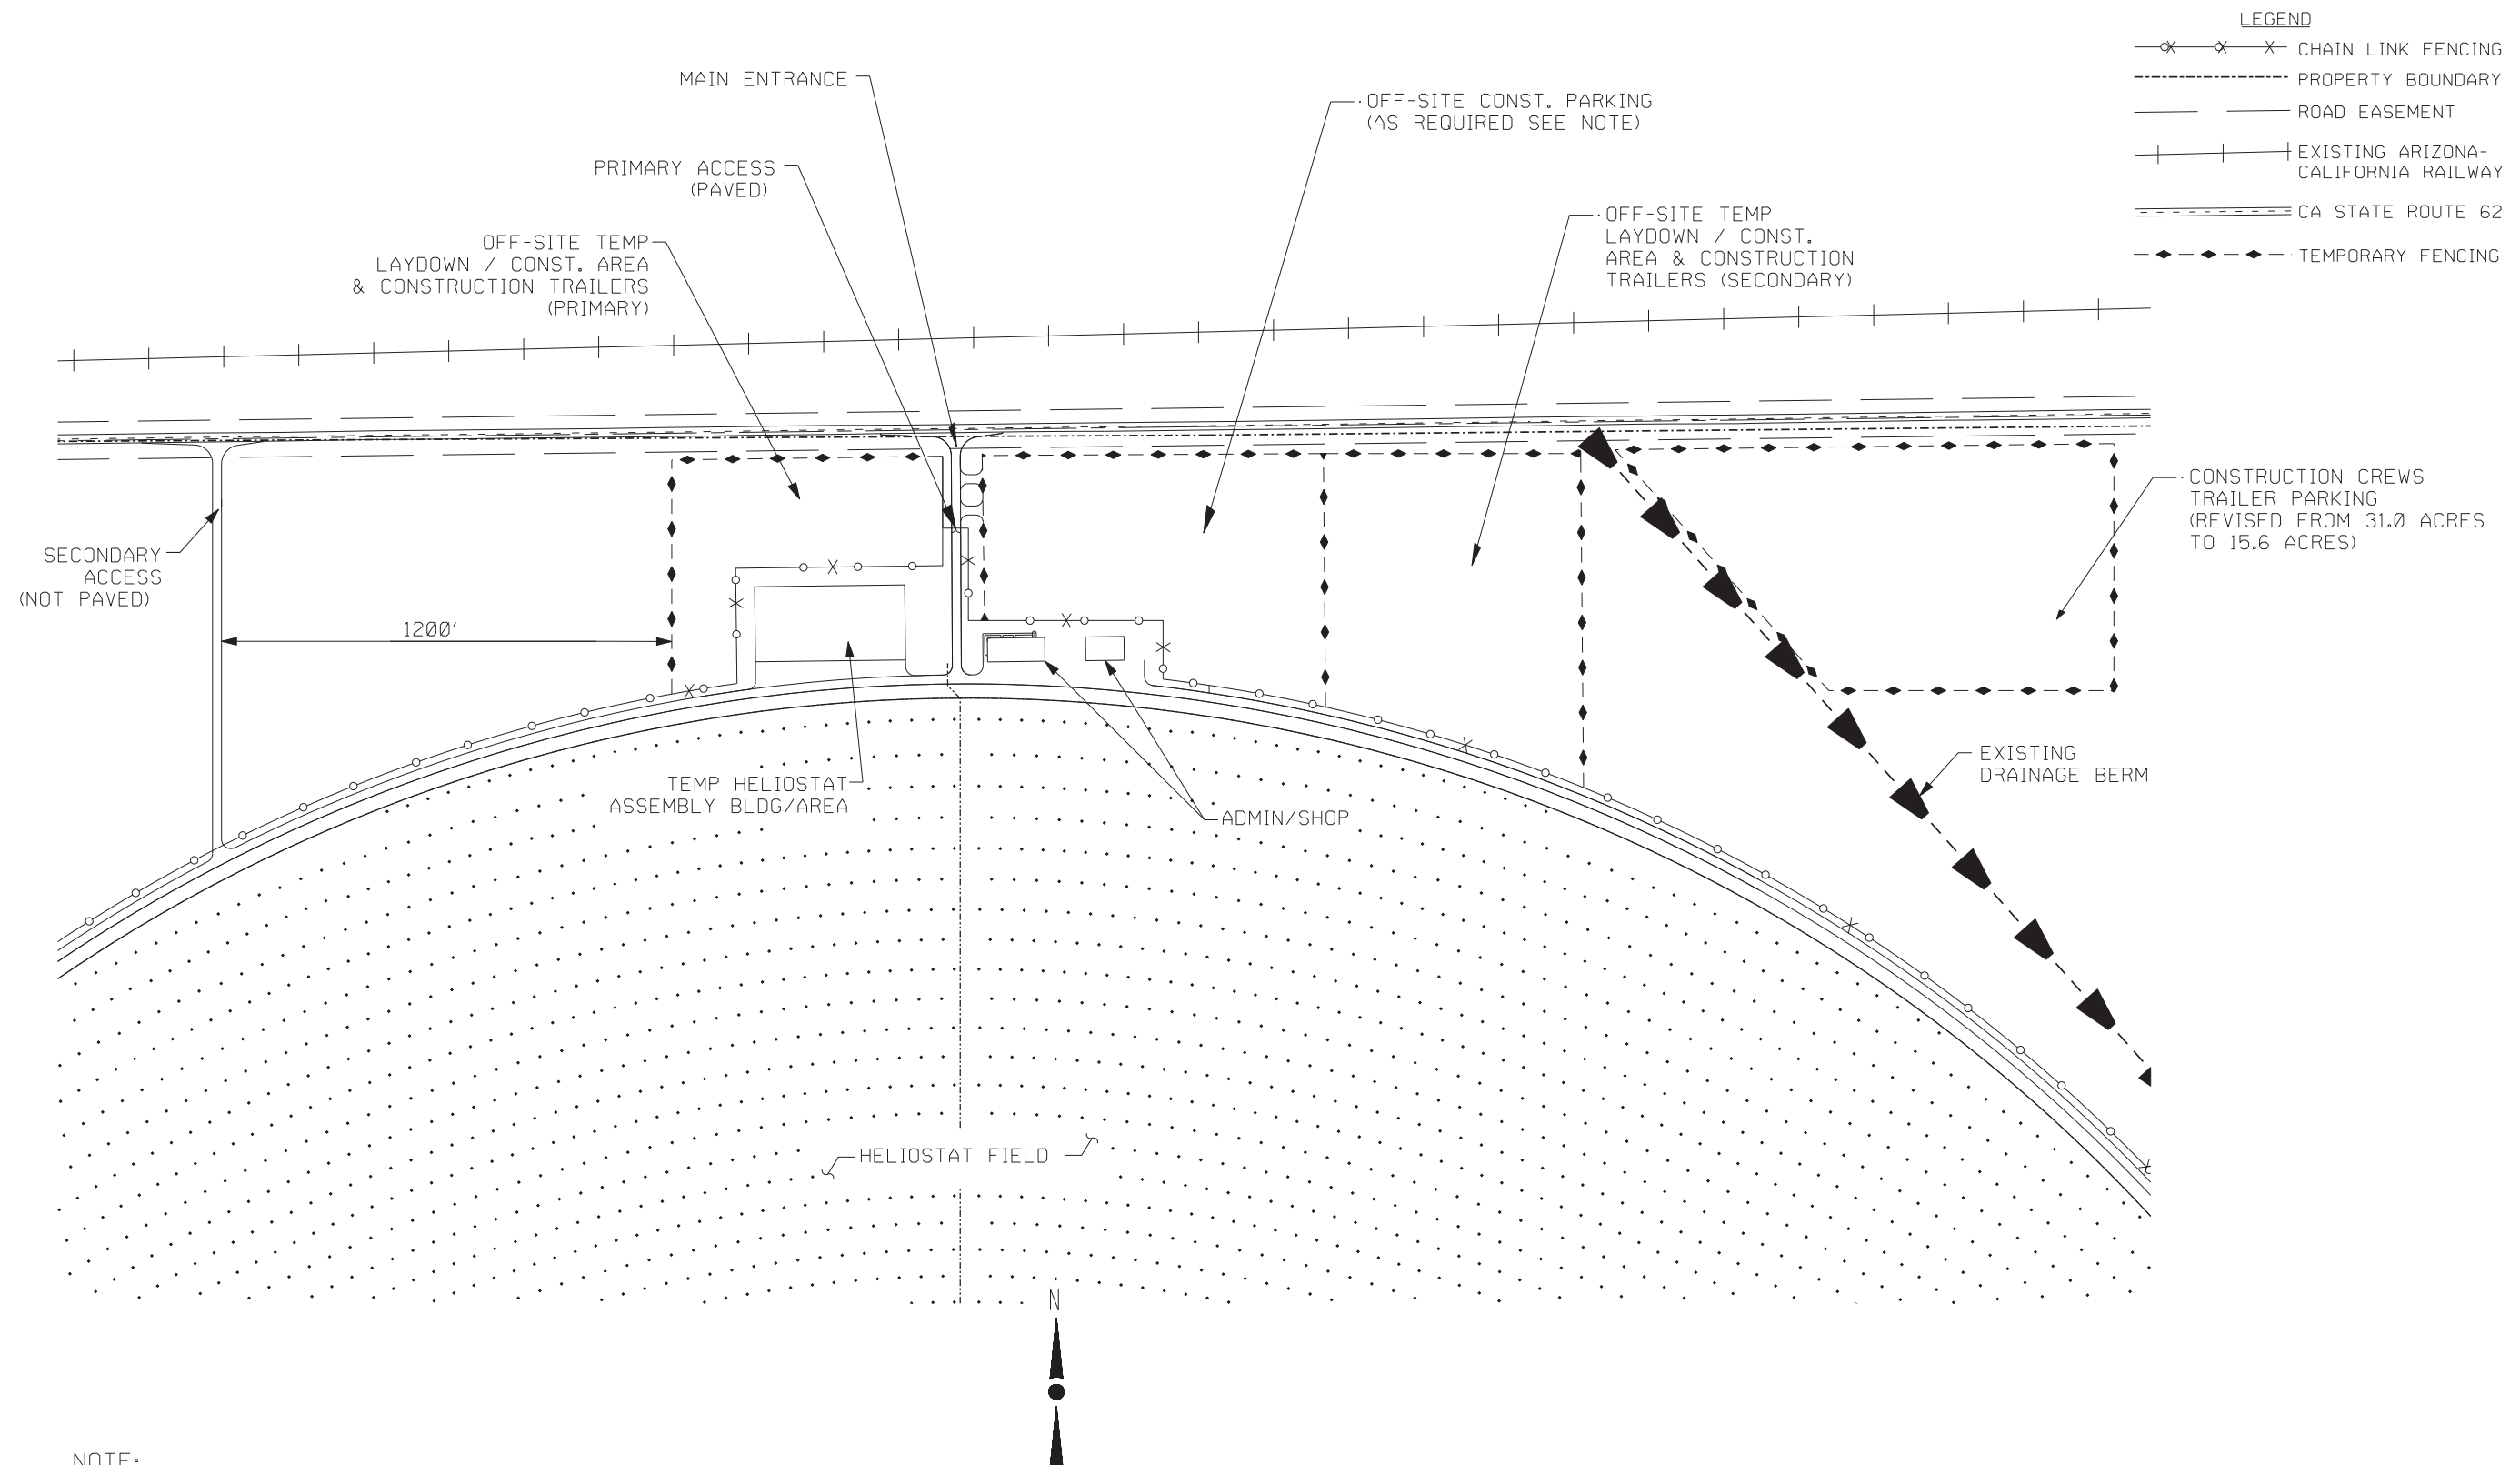 LEGEND
CHAIN LINK FENCING
PROPERTY BOUNDARY
ROAD EASEMENT
EXISTING ARIZONA-
CALIFORNIA RAILWAY
CA STATE ROUTE 62
TEMPORARY FENCING
MAIN ENTRANCE
OFF-SITE CONST. PARKING
(AS REQUIRED SEE NOTE)
PRIMARY ACCESS
(PAVED)
OFF-SITE TEMP
LAYDOWN / CONST. AREA
& CONSTRUCTION TRAILERS
(PRIMARY)
OFF-SITE TEMP
LAYDOWN / CONST.
AREA & CONSTRUCTION
TRAILERS (SECONDARY)
CONSTRUCTION CREWS
TRAILER PARKING
(REVISED FROM 31.0 ACRES
TO 15.6 ACRES)
SECONDARY
ACCESS
(NOT PAVED)
1200'
EXISTING
DRAINAGE BERM
TEMP HELIOSTAT
ASSEMBLY BLDG/AREA
ADMIN/SHOP
HELIOSTAT FIELD
N
NOTE: